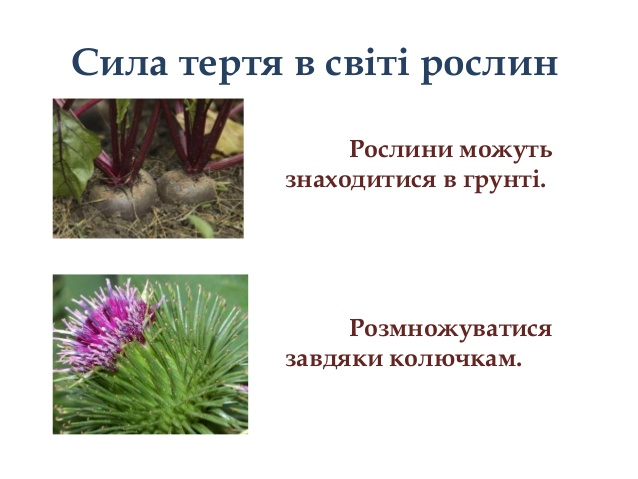 Сила тертя в світі рослин
Рослини можуть
знаходитися в грунті.
Розмножуватися
завдяки колючкам.